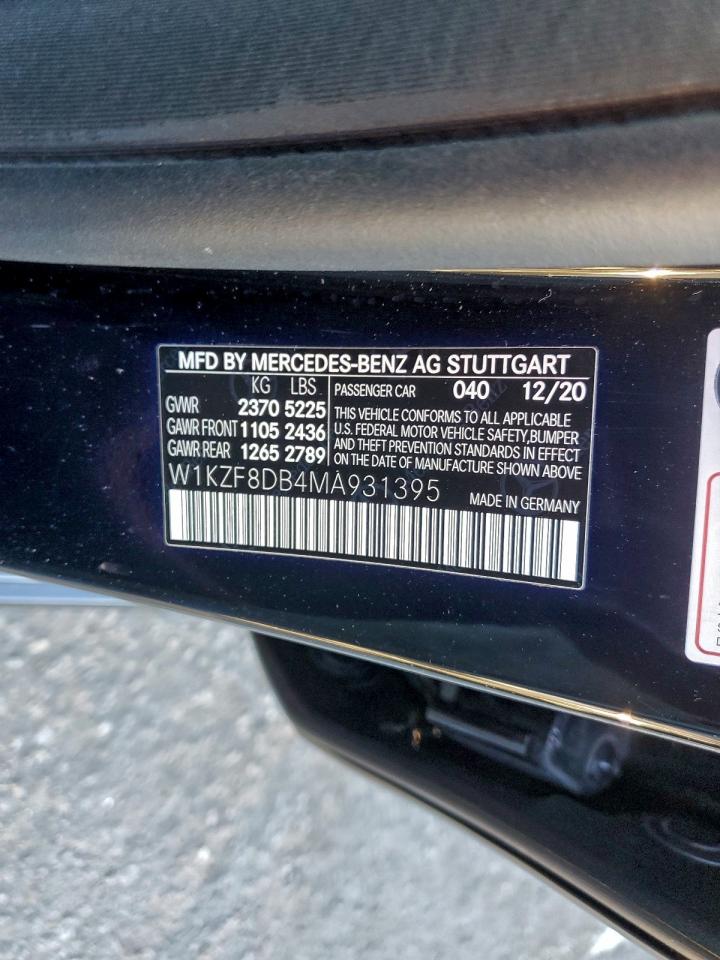 MFD BY MERCEDES-BENZ AG STUTTGART
KG LBS
GVWR 2370 5225
GAWR FRONT 1105 2436
GAWR REAR 1265 2789
PASSENGER CAR 040 12/20
THIS VEHICLE CONFORMS TO ALL APPLICABLE
U.S. FEDERAL MOTOR VEHICLE SAFETY, BUMPER
AND THEFT PREVENTION STANDARDS IN EFFECT
ON THE DATE OF MANUFACTURE SHOWN ABOVE
W1KZF8DB4MA931395
MADE IN GERMANY